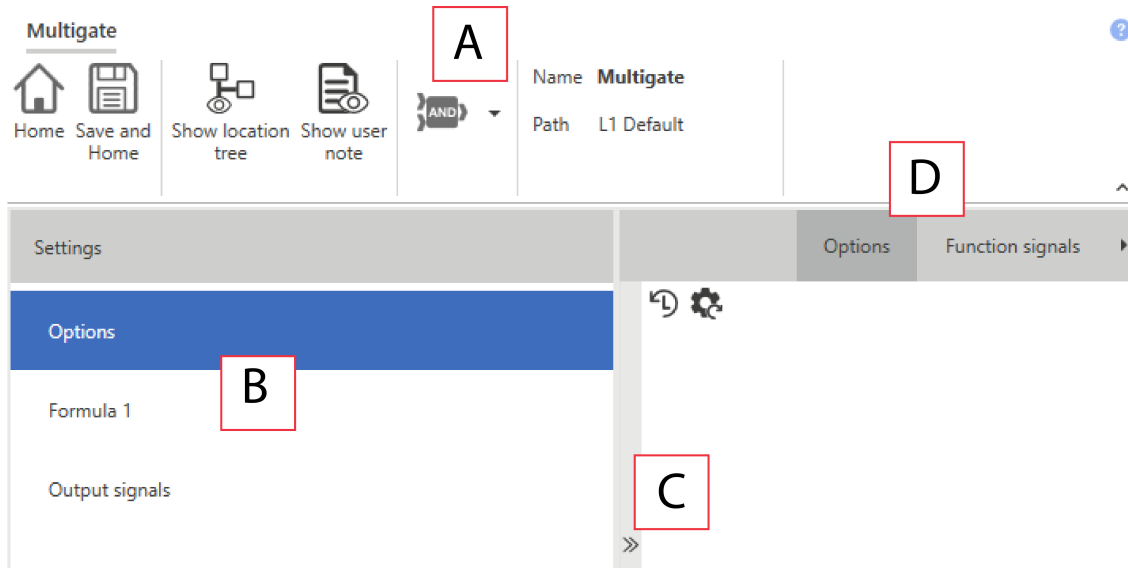 Multigate
A
?
AND
Name Multigate
Path L1 Default
Home
Save and
Home
Show location
tree
Show user
note
D
Settings
Options Function signals
Options
B
Formula 1
Output signals
C